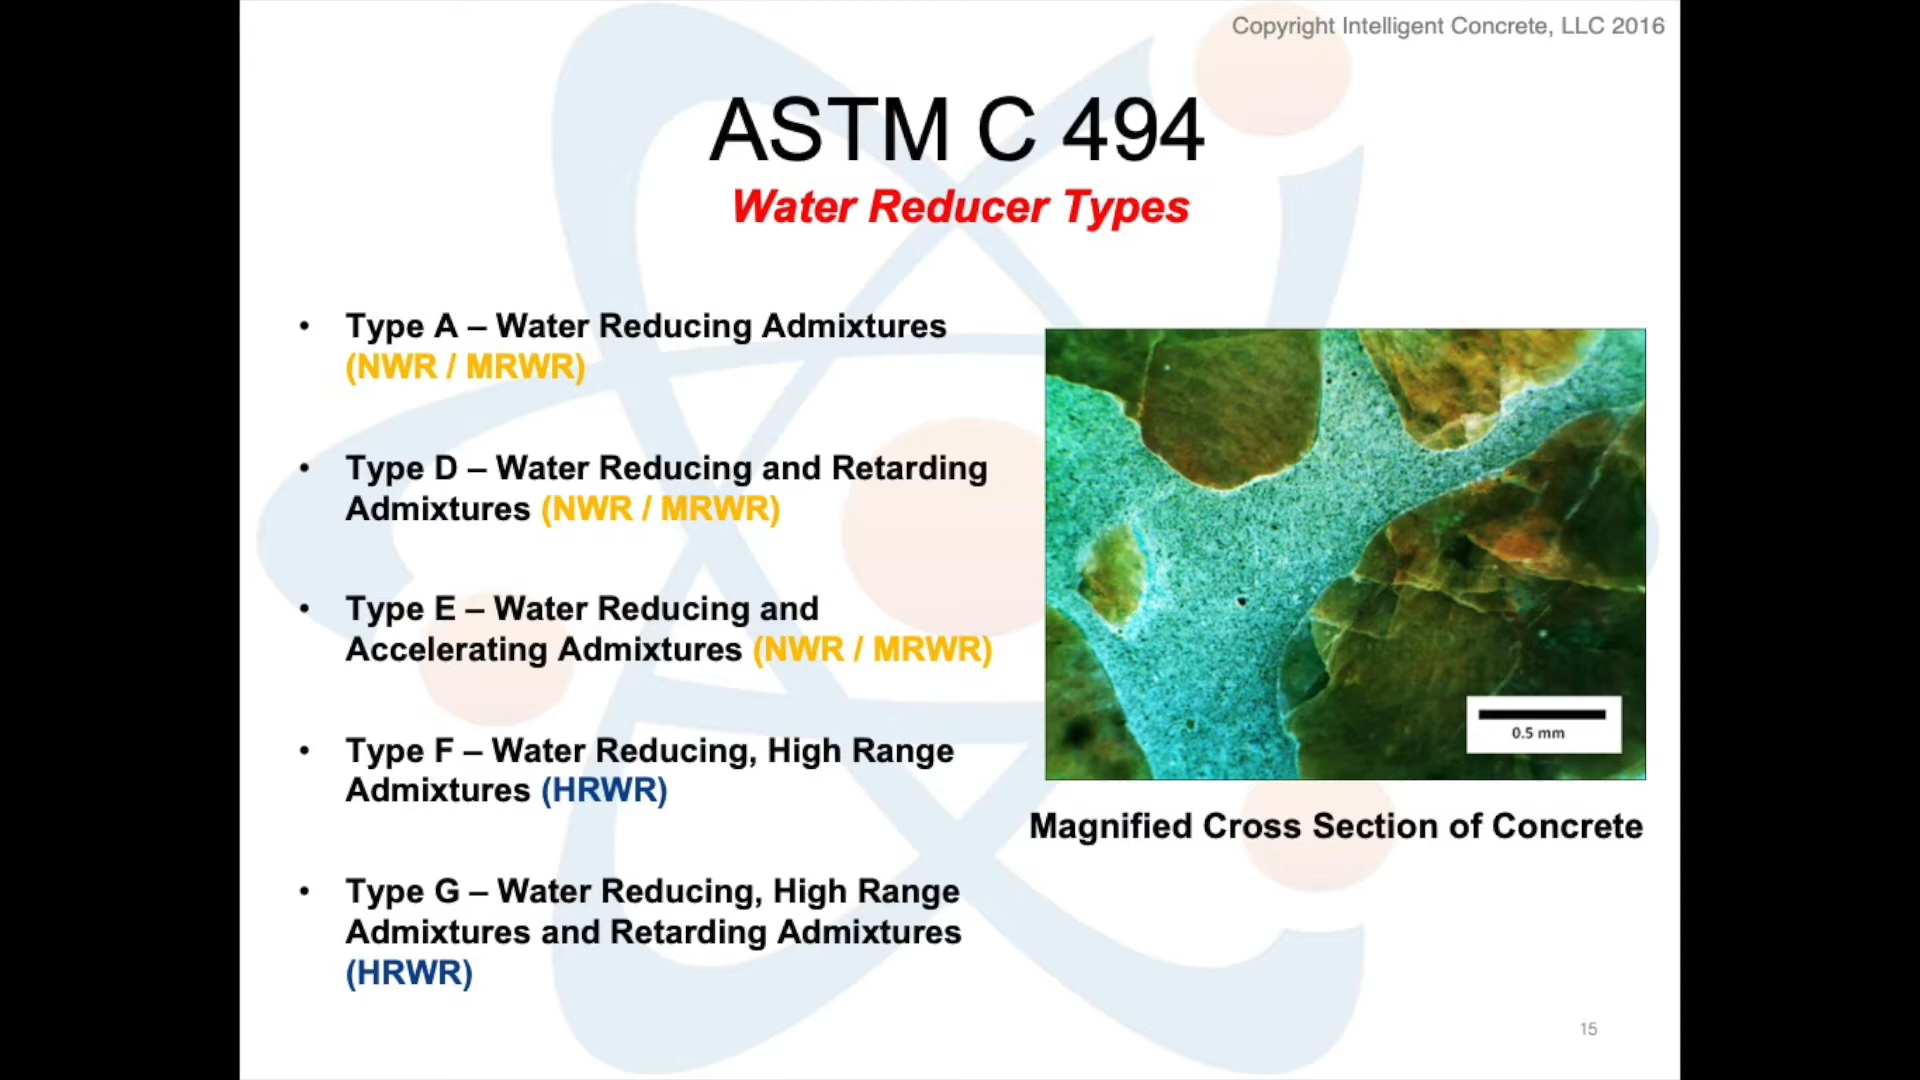 Copyright Intelligent Concrete, LLC 2016
ASTM C 494
Water Reducer Types
• Type A – Water Reducing Admixtures
(NWR / MRWR)
• Type D – Water Reducing and Retarding
Admixtures (NWR / MRWR)
• Type E – Water Reducing and
Accelerating Admixtures (NWR / MRWR)
• Type F – Water Reducing, High Range
Admixtures (HRWR)
• Type G – Water Reducing, High Range
Admixtures and Retarding Admixtures
(HRWR)
0.5 mm
Magnified Cross Section of Concrete
15